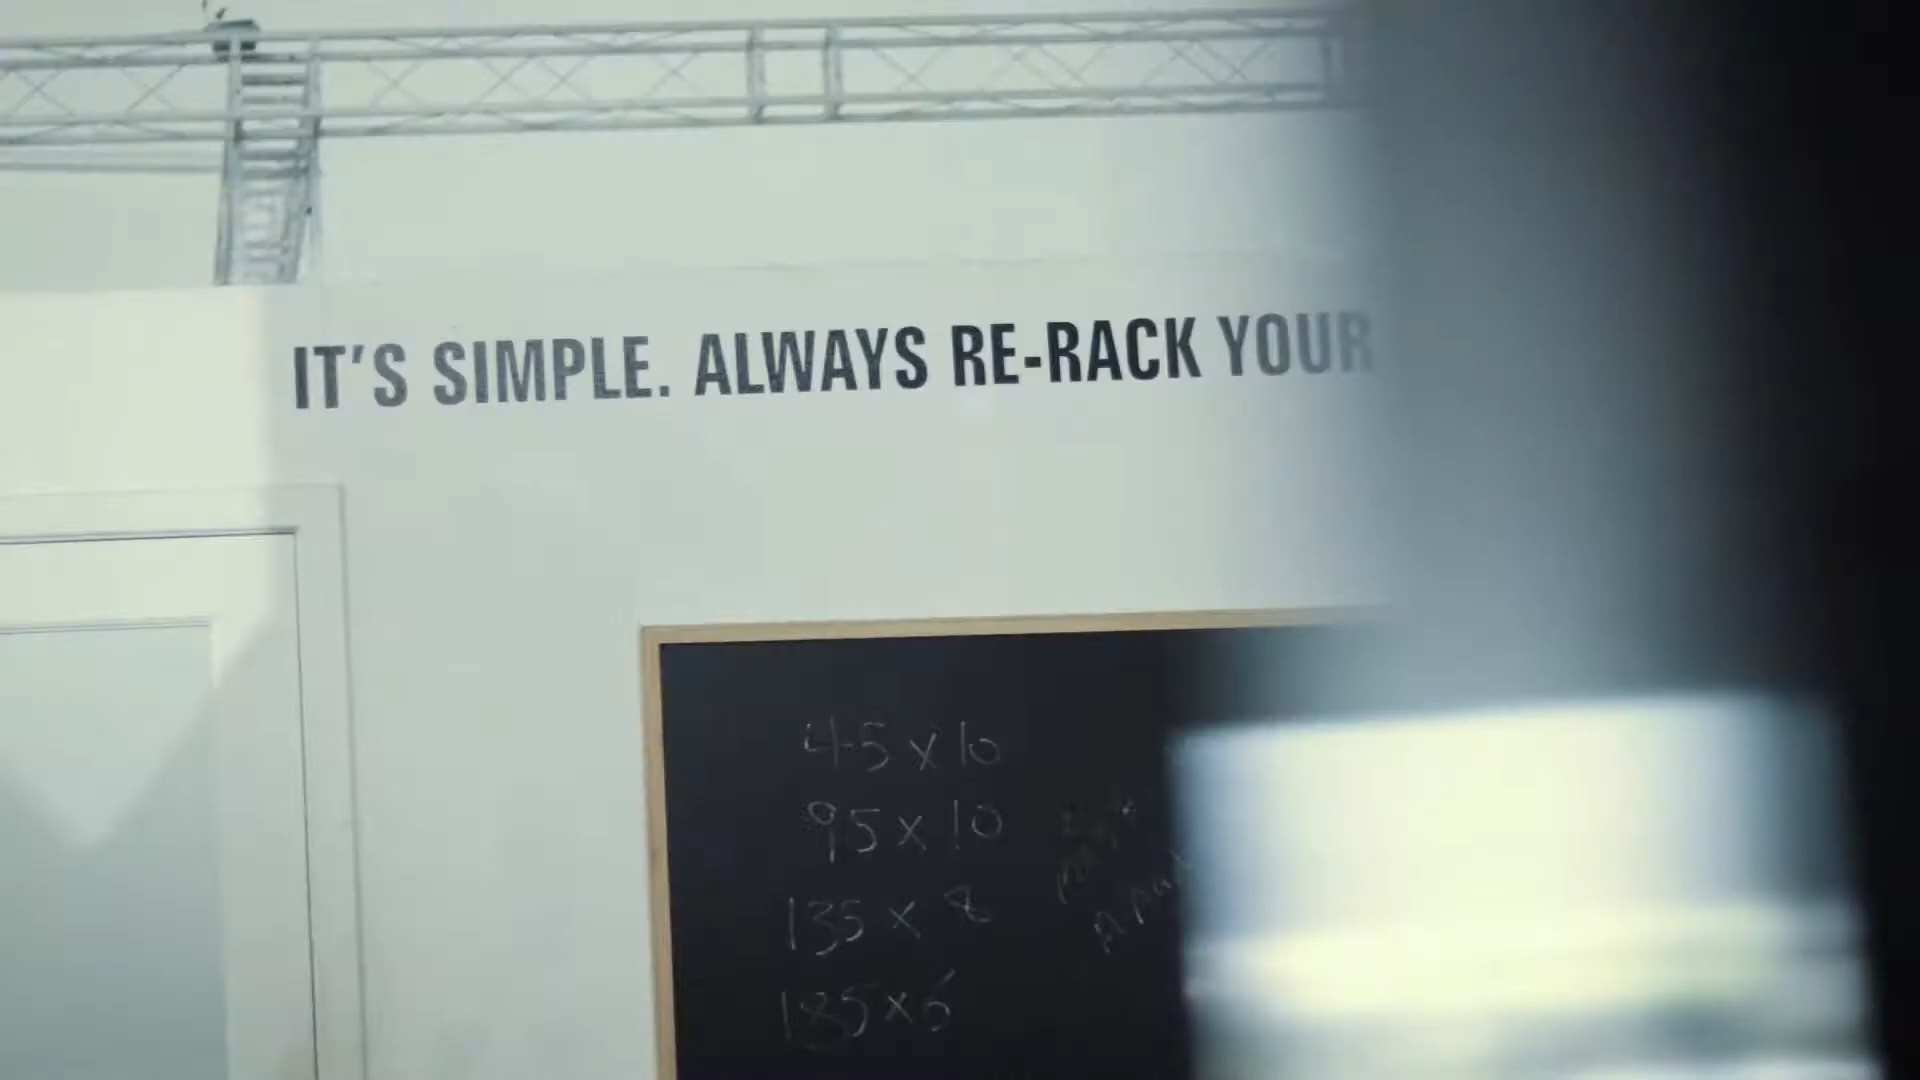 IT'S SIMPLE. ALWAYS RE-RACK YOUR
45 x 10
95 x 10
135 x 8
185 x 6